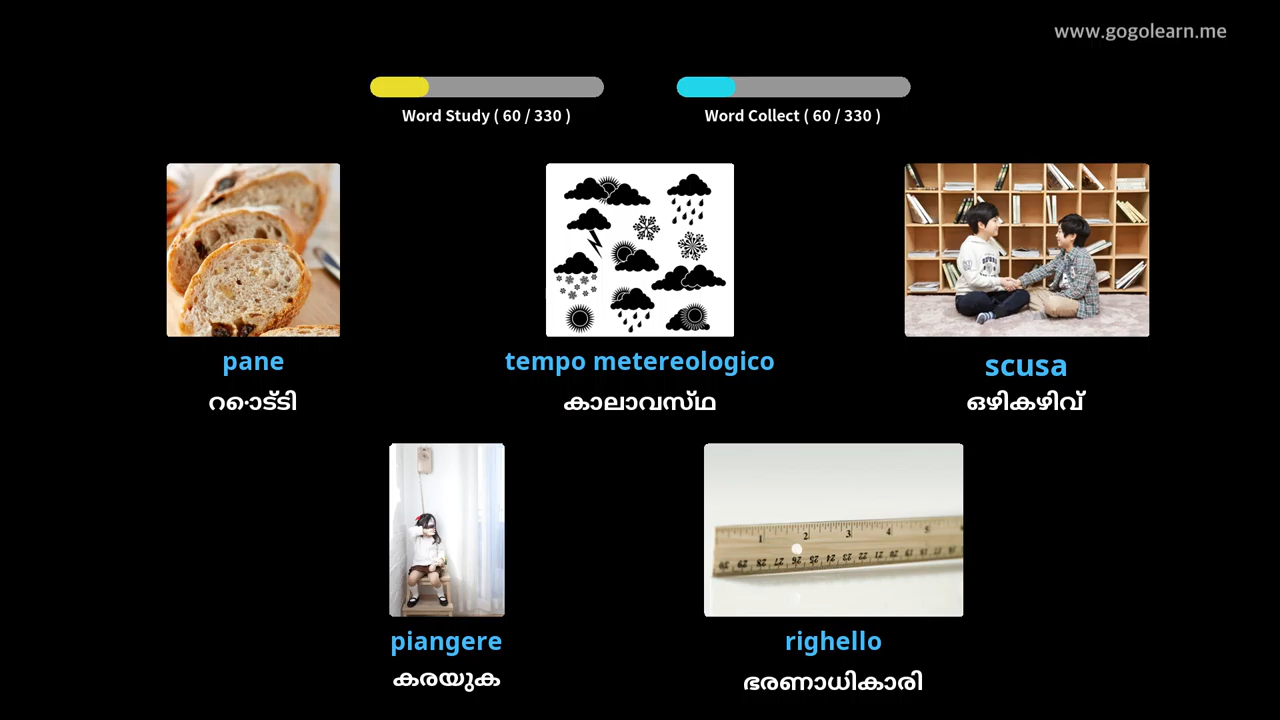 www.gogolearn.me
Word Study ( 60 / 330 )
Word Collect ( 60 / 330 )
pane
tempo metereologico
scusa
റൊട്ടി
കാലാവസ്ഥ
ഒഴികഴിവ്
piangere
righello
കരയുക
ഭരണാധികാരി